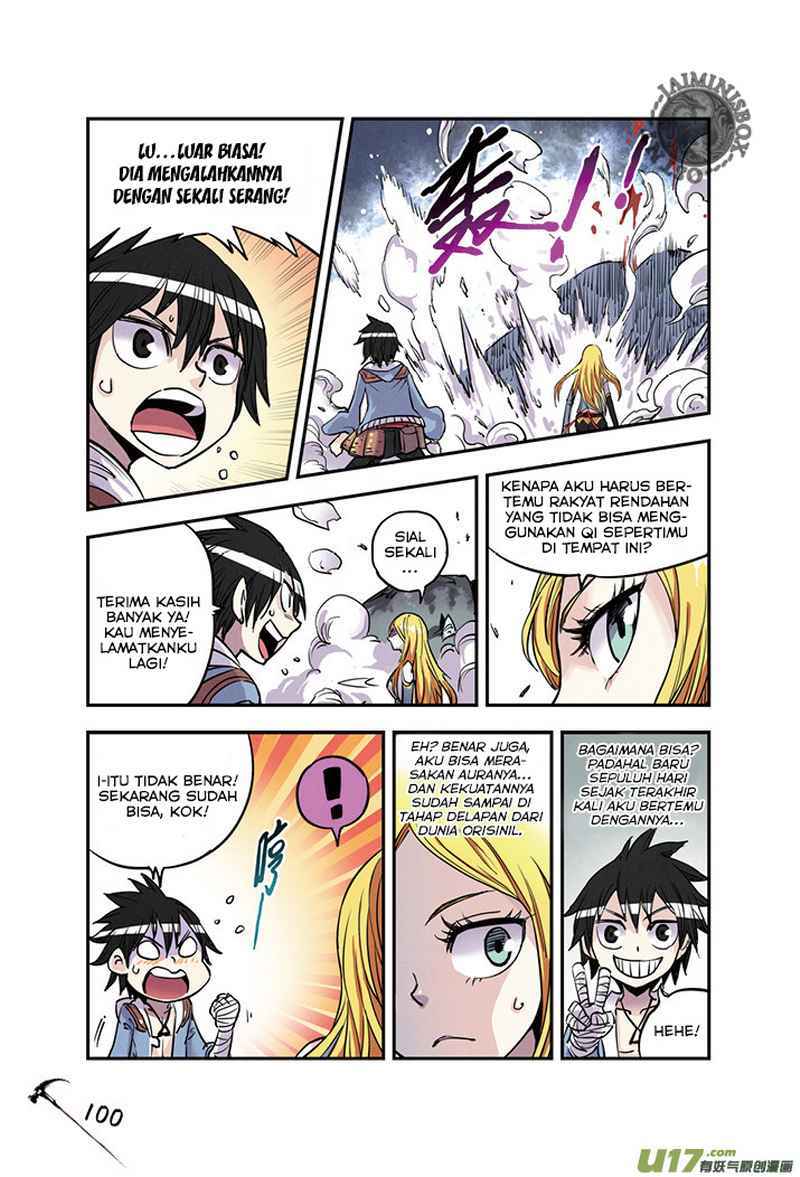 JAIMINISBOX
LU...LUAR BIASA!
DIA MENGALAHKANNYA
DENGAN SEKALI SERANG!
轰!!
TERIMA KASIH
BANYAK YA!
KAU MENYE-
LAMATKANKU
LAGI!
SIAL
SEKALI
...
KENAPA AKU HARUS BER-
TEMU RAKYAT RENDAHAN
YANG TIDAK BISA MENG-
GUNAKAN QI SEPERTIMU
DI TEMPAT INI?
I-ITU TIDAK BENAR!
SEKARANG SUDAH
BISA, KOK!
!
哼
EH? BENAR JUGA,
AKU BISA MERA-
SAKAN AURANYA...
DAN KEKUATANNYA
SUDAH SAMPAI DI
TAHAP DELAPAN DARI
DUNIA ORISINIL.
BAGAIMANA BISA?
PADAHAL BARU
SEPULUH HARI
SEJAK TERAKHIR
KALI AKU BERTEMU
DENGANNYA...
HEHE!
100
U17.com
有妖气原创漫画